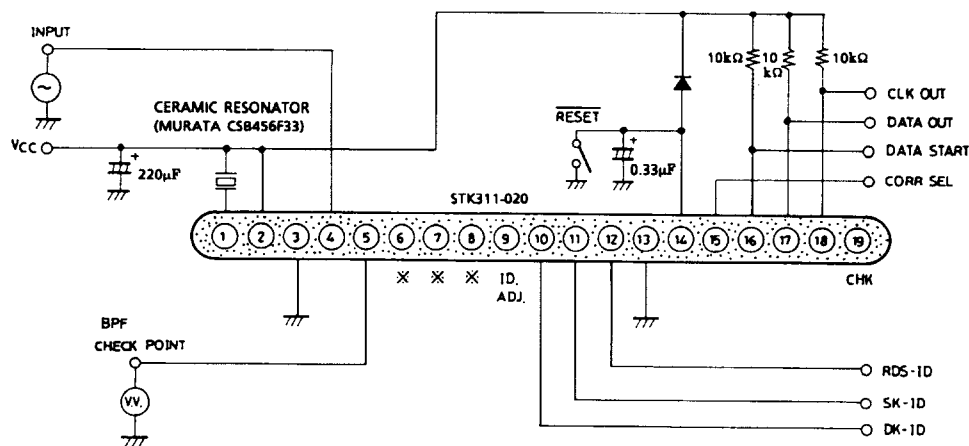 INPUT
10kΩ
10
kΩ
10kΩ
CERAMIC RESONATOR
(MURATA CSB456F33)
RESET
CLK OUT
VCC
DATA OUT
220μF
+
0.33μF
+
DATA START
CORR SEL
STK311-020
1 2 3 4 5 6 7 8 9 10 11 12 13 14 15 16 17 18 19
※ ※ ※
ID.
ADJ.
CHK
BPF
CHECK POINT
V.V.
RDS-ID
SK-ID
DK-ID